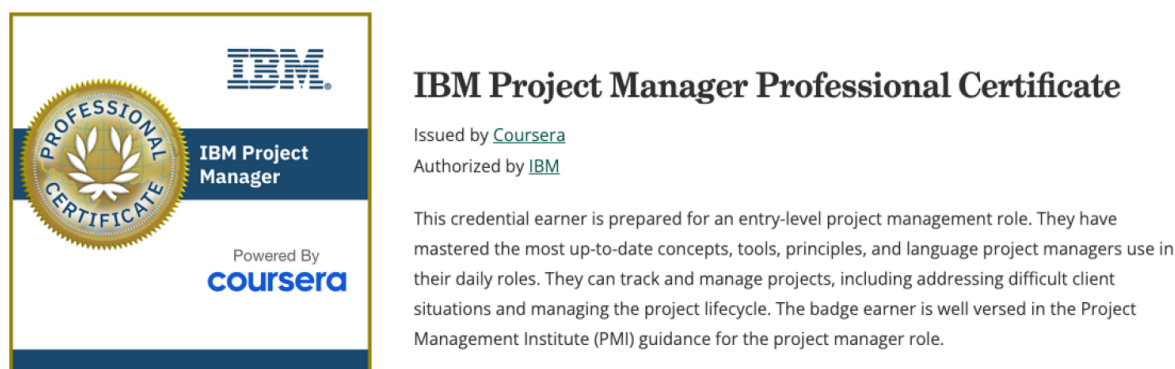 IBM®
PROFESSIONAL
CERTIFICATE
IBM Project
Manager
Powered By
coursera
IBM Project Manager Professional Certificate
Issued by Coursera
Authorized by IBM
This credential earner is prepared for an entry-level project management role. They have
mastered the most up-to-date concepts, tools, principles, and language project managers use in
their daily roles. They can track and manage projects, including addressing difficult client
situations and managing the project lifecycle. The badge earner is well versed in the Project
Management Institute (PMI) guidance for the project manager role.